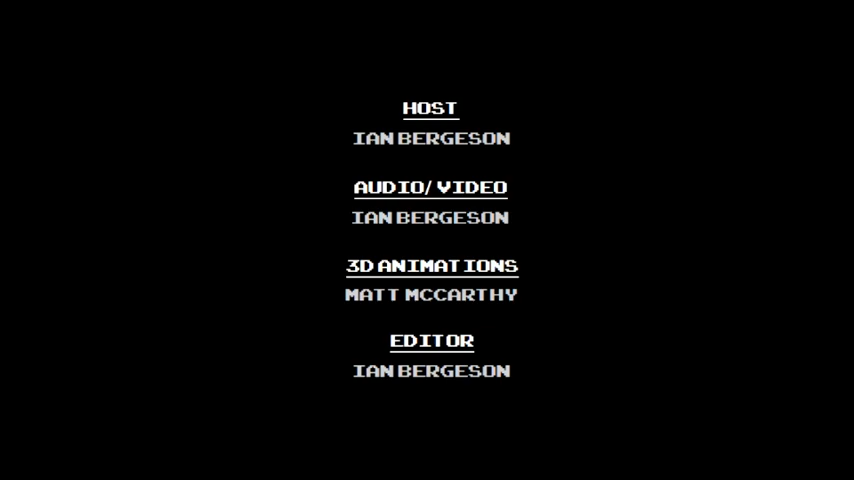 HOST
IAN BERGESON
AUDIO/VIDEO
IAN BERGESON
3D ANIMATIONS
MATT MCCARTHY
EDITOR
IAN BERGESON